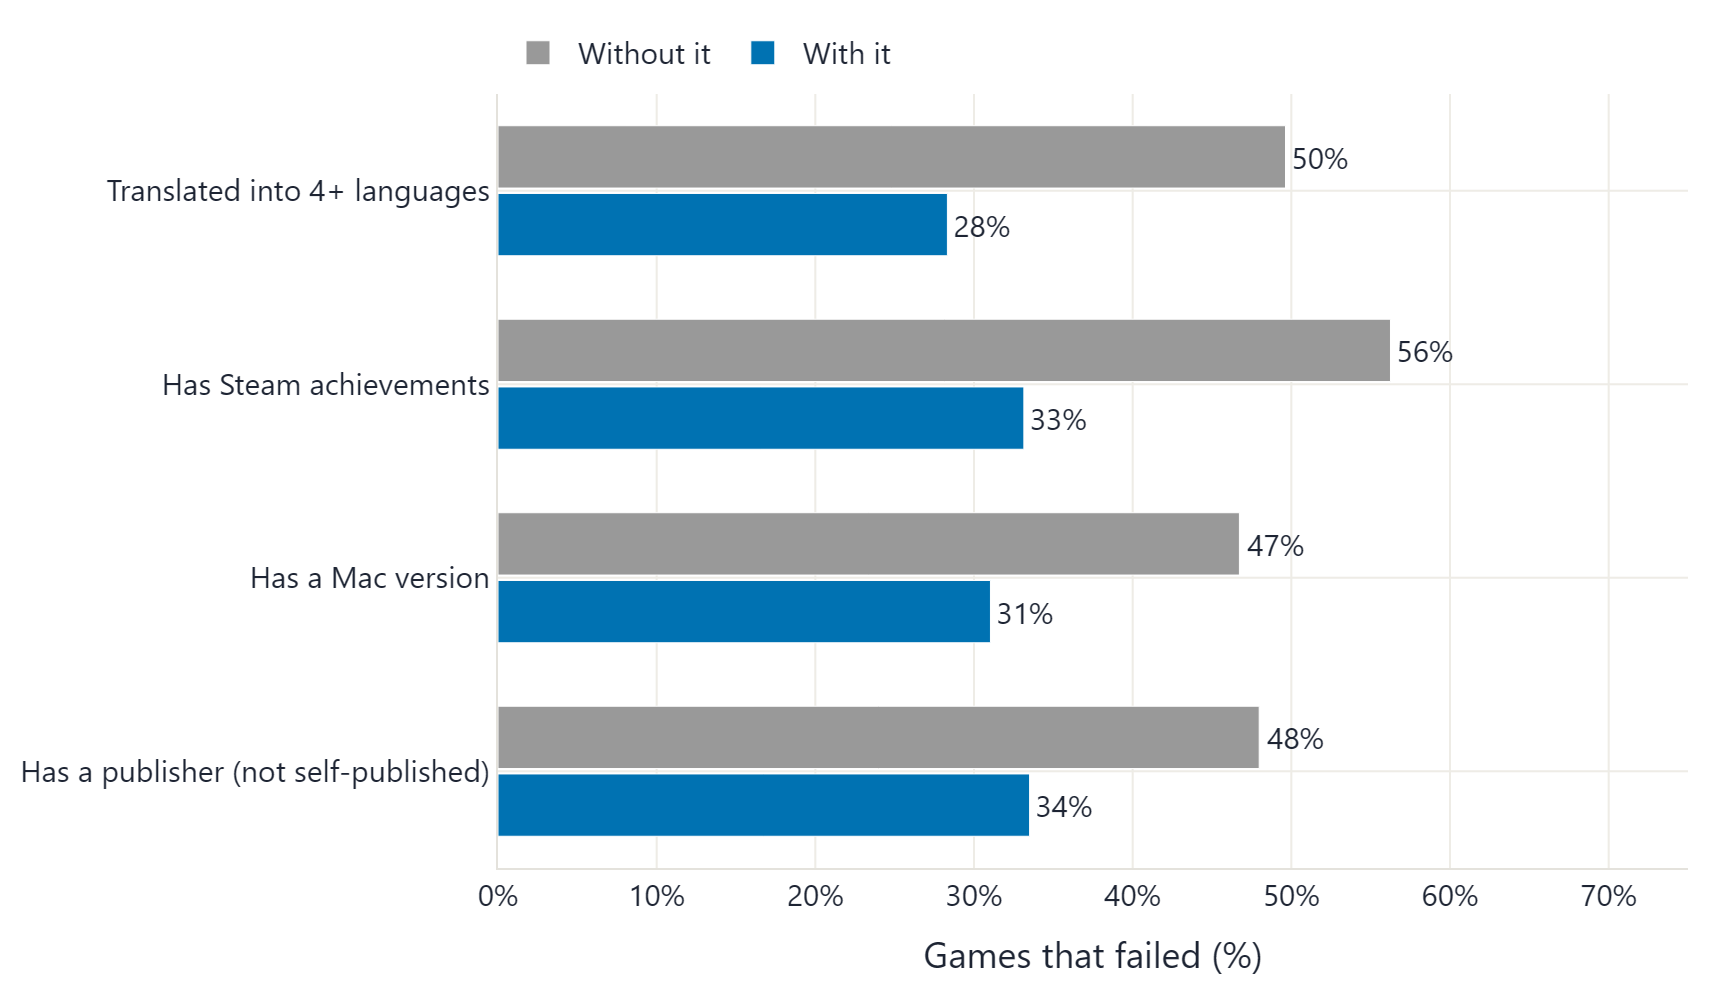 Without it With it
Translated into 4+ languages
50%
28%
Has Steam achievements
56%
33%
Has a Mac version
47%
31%
Has a publisher (not self-published)
48%
34%
0% 10% 20% 30% 40% 50% 60% 70%
Games that failed (%)